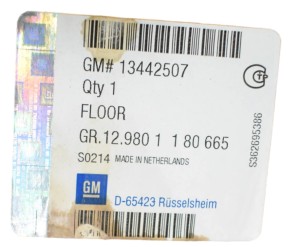 GM# 13442507
Qty 1
FLOOR
GR.12.980 1 1 80 665
S0214 MADE IN NETHERLANDS
GM
D-65423 Rüsselsheim
S362695386